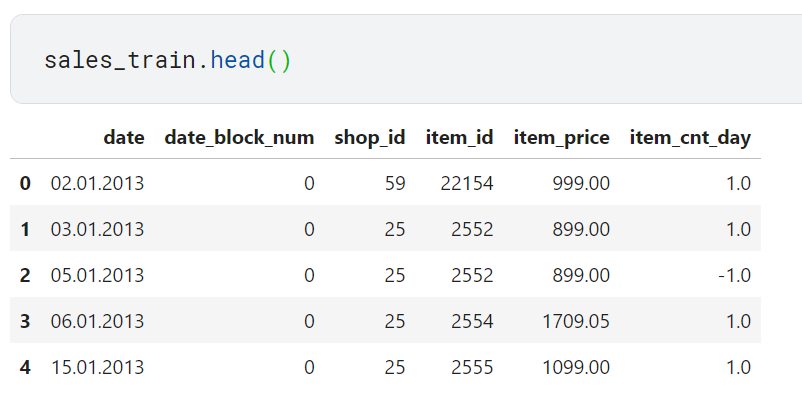 sales_train.head()
date date_block_num shop_id item_id item_price item_cnt_day
0 02.01.2013 0 59 22154 999.00 1.0
1 03.01.2013 0 25 2552 899.00 1.0
2 05.01.2013 0 25 2552 899.00 -1.0
3 06.01.2013 0 25 2554 1709.05 1.0
4 15.01.2013 0 25 2555 1099.00 1.0